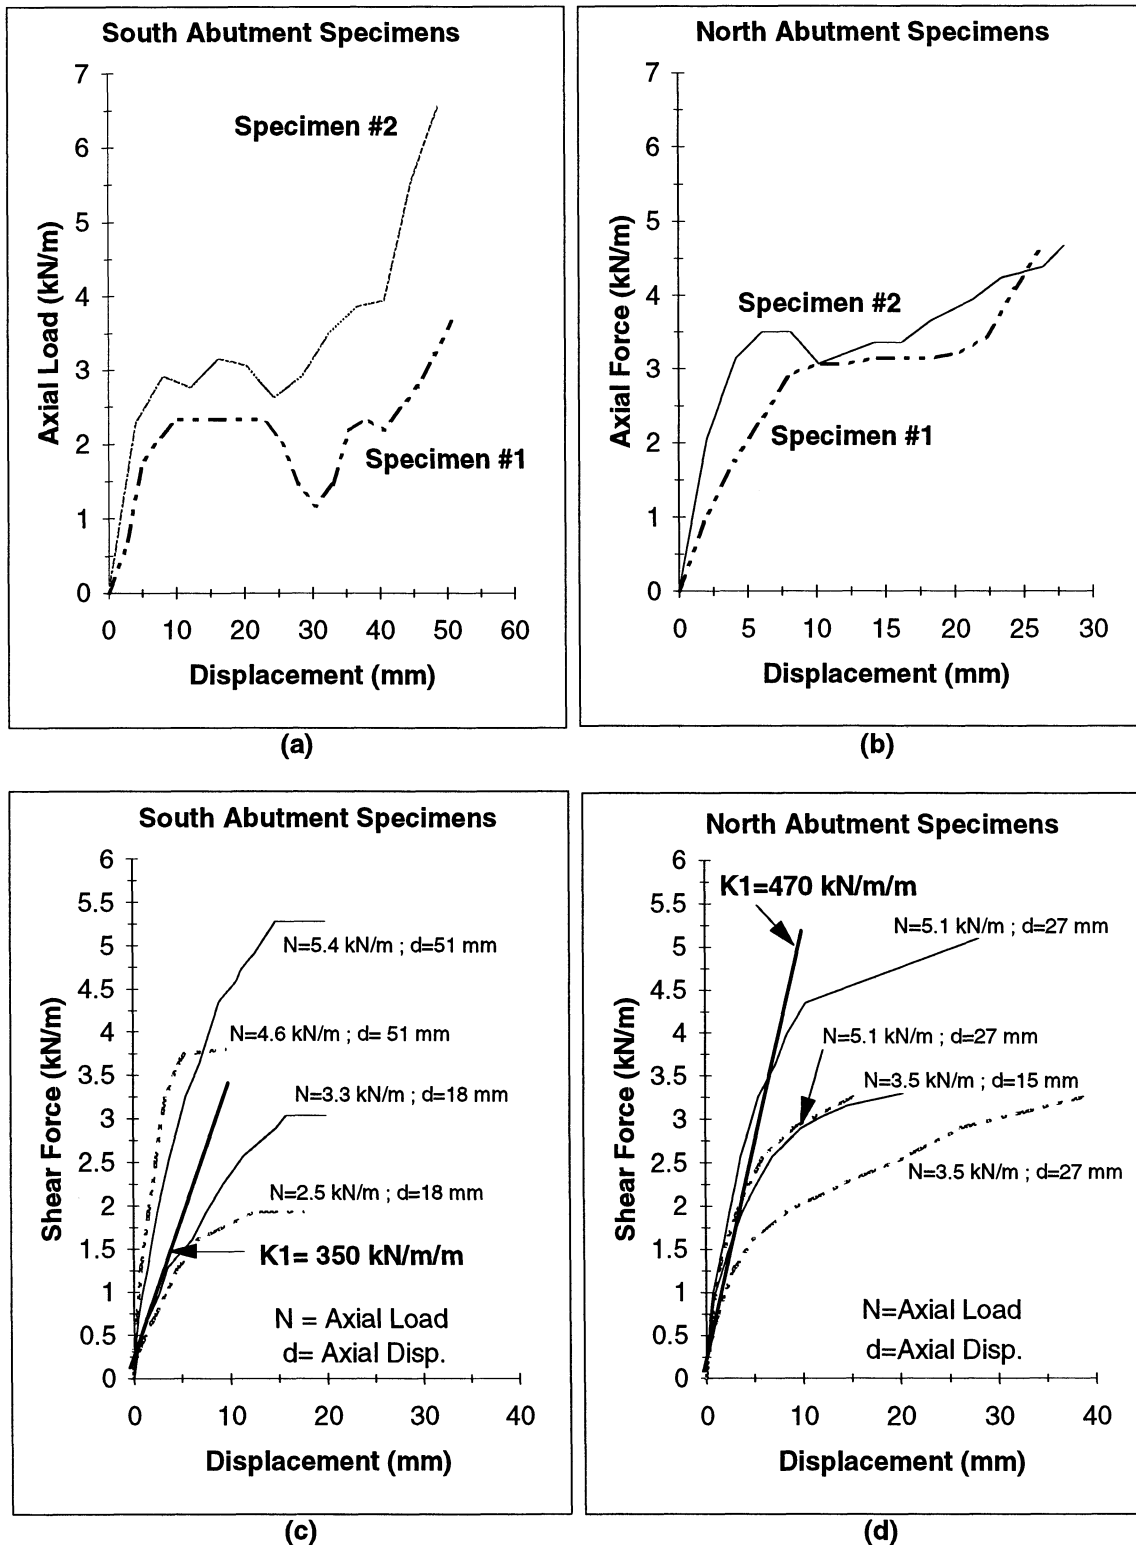 South Abutment Specimens
7
6
5
4
3
2
1
0
Axial Load (kN/m)
Specimen #2
Specimen #1
0 10 20 30 40 50 60
Displacement (mm)
(a)
North Abutment Specimens
7
6
5
4
3
2
1
0
Axial Force (kN/m)
Specimen #2
Specimen #1
0 5 10 15 20 25 30
Displacement (mm)
(b)
South Abutment Specimens
6
5.5
5
4.5
4
3.5
3
2.5
2
1.5
1
0.5
0
Shear Force (kN/m)
N=5.4 kN/m ; d=51 mm
N=4.6 kN/m ; d= 51 mm
N=3.3 kN/m ; d=18 mm
N=2.5 kN/m ; d=18 mm
K1= 350 kN/m/m
N = Axial Load
d= Axial Disp.
0 10 20 30 40
Displacement (mm)
(c)
North Abutment Specimens
6
5.5
5
4.5
4
3.5
3
2.5
2
1.5
1
0.5
0
Shear Force (kN/m)
K1=470 kN/m/m
N=5.1 kN/m ; d=27 mm
N=5.1 kN/m ; d=27 mm
N=3.5 kN/m ; d=15 mm
N=3.5 kN/m ; d=27 mm
N=Axial Load
d=Axial Disp.
0 10 20 30 40
Displacement (mm)
(d)